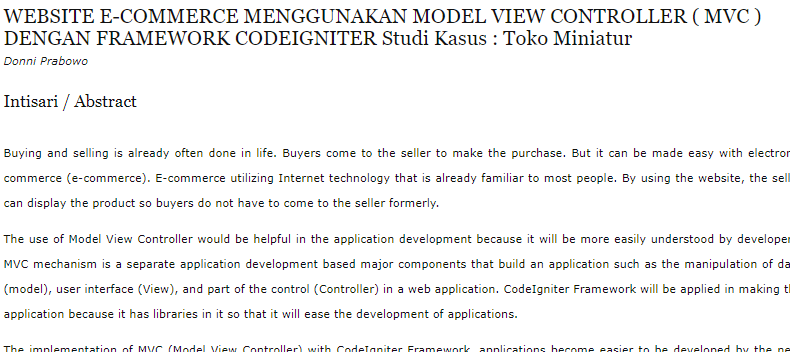 WEBSITE E-COMMERCE MENGGUNAKAN MODEL VIEW CONTROLLER ( MVC )
DENGAN FRAMEWORK CODEIGNITER Studi Kasus : Toko Miniatur
Donni Prabowo
Intisari / Abstract
Buying and selling is already often done in life. Buyers come to the seller to make the purchase. But it can be made easy with electron
commerce (e-commerce). E-commerce utilizing Internet technology that is already familiar to most people. By using the website, the sell
can display the product so buyers do not have to come to the seller formerly.
The use of Model View Controller would be helpful in the application development because it will be more easily understood by developer
MVC mechanism is a separate application development based major components that build an application such as the manipulation of da
(model), user interface (View), and part of the control (Controller) in a web application. CodeIgniter Framework will be applied in making t
application because it has libraries in it so that it will ease the development of applications.
The implementation of MVC (Model View Controller) with CodeIgniter Framework, applications become easier to be developed by the ne